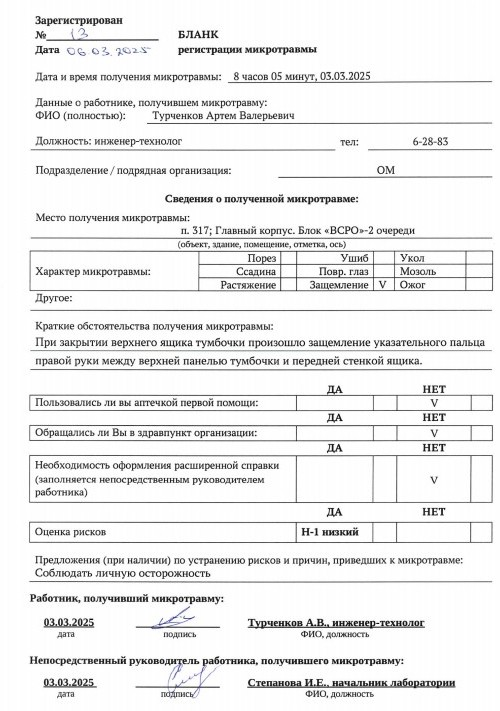 Зарегистрирован
№ 13 БЛАНК
Дата 06 03. 2025 регистрации микротравмы
Дата и время получения микротравмы: 8 часов 05 минут, 03.03.2025
Данные о работнике, получившем микротравму:
ФИО (полностью): Турченков Артем Валерьевич
Должность: инженер-технолог тел: 6-28-83
Подразделение / подрядная организация: ОМ
Сведения о полученной микротравме:
Место получения микротравмы:
п. 317; Главный корпус. Блок «ВСРО»-2 очереди
(объект, здание, помещение, отметка, ось)
Порез Ушиб Укол
Характер микротравмы: Ссадина Повр. глаз Мозоль
Растяжение Защемление V Ожог
Другое:
Краткие обстоятельства получения микротравмы:
При закрытии верхнего ящика тумбочки произошло защемление указательного пальца
правой руки между верхней панелью тумбочки и передней стенкой ящика.
ДА НЕТ
Пользовались ли вы аптечкой первой помощи: V
ДА НЕТ
Обращались ли Вы в здравпункт организации: V
ДА НЕТ
Необходимость оформления расширенной справки
(заполняется непосредственным руководителем V
работника)
ДА НЕТ
Оценка рисков Н-1 низкий
Предложения (при наличии) по устранению рисков и причин, приведших к микротравме:
Соблюдать личную осторожность
Работник, получивший микротравму:
03.03.2025 Турченков А.В., инженер-технолог
дата подпись ФИО, должность
Непосредственный руководитель работника, получившего микротравму:
03.03.2025 Степанова И.Е., начальник лаборатории
дата подпись ФИО, должность